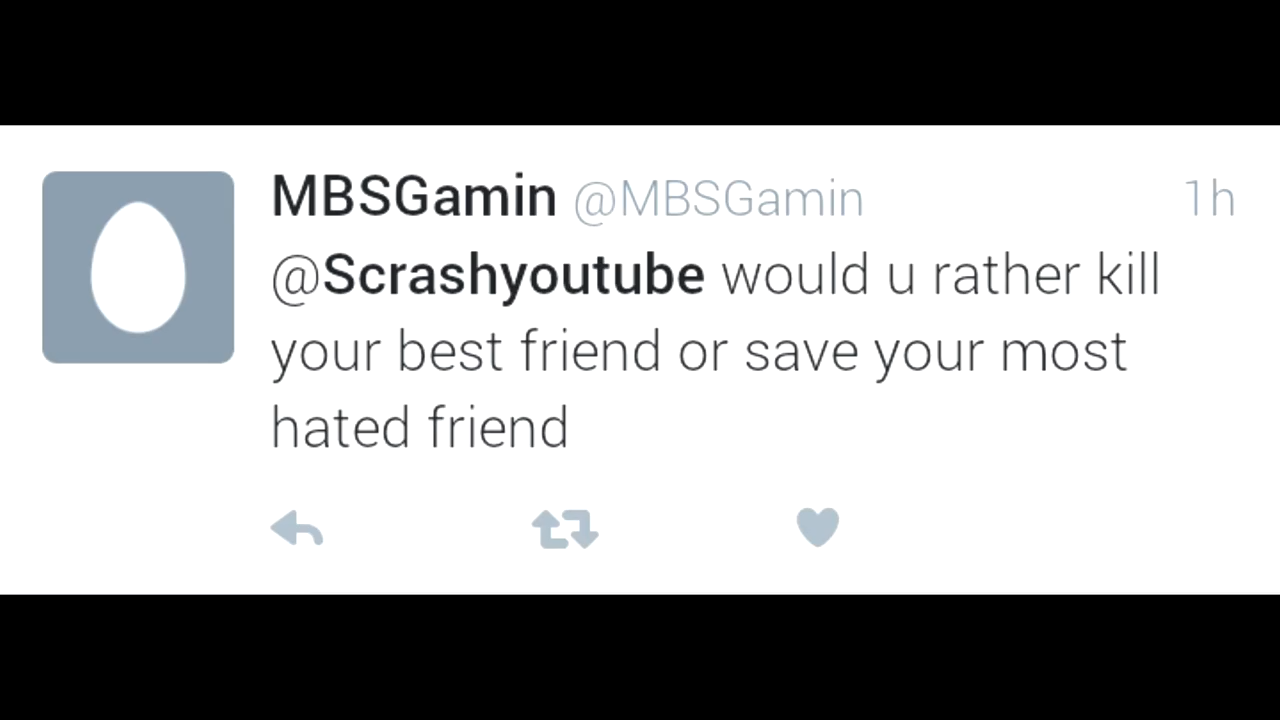 MBSGamin @MBSGamin 1h
@Scrashyoutube would u rather kill
your best friend or save your most
hated friend